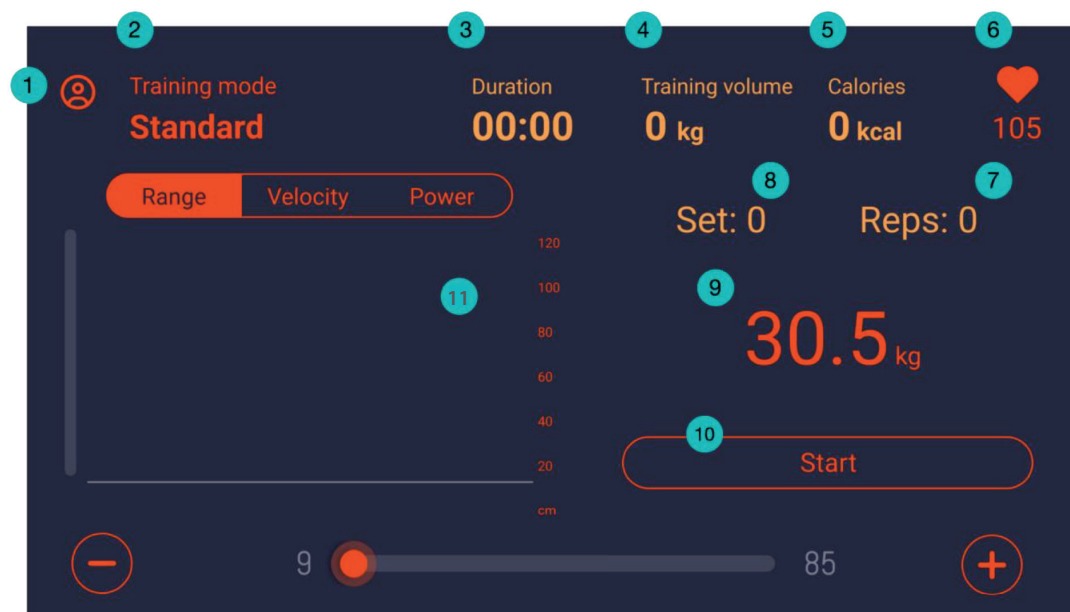 2 3 4 5 6
1
Training mode Duration Training volume Calories
Standard 00:00 0 kg 0 kcal 105
8 7
Range Velocity Power
Set: 0 Reps: 0
120
11 100
9
80
30.5 kg
60
40
10
20
Start
cm
9 85